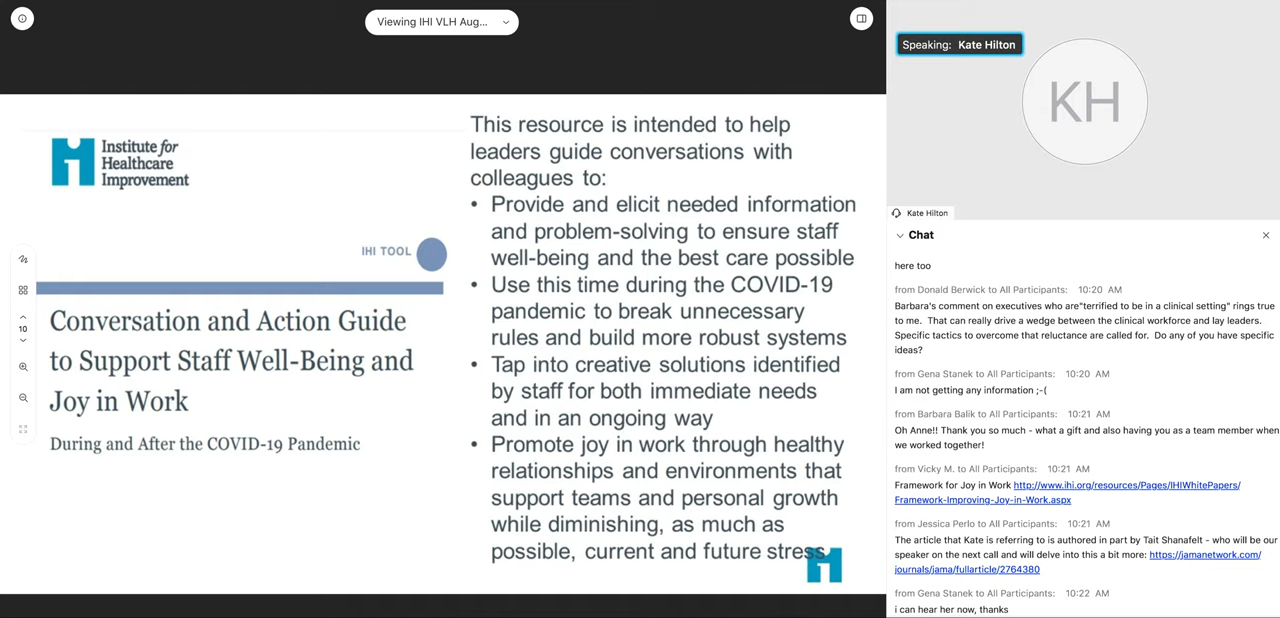 Viewing IHI VLH Aug...
Institute for
Healthcare
Improvement
IHI TOOL
Conversation and Action Guide
to Support Staff Well-Being and
Joy in Work
During and After the COVID-19 Pandemic
10
This resource is intended to help
leaders guide conversations with
colleagues to:
• Provide and elicit needed information
and problem-solving to ensure staff
well-being and the best care possible
• Use this time during the COVID-19
pandemic to break unnecessary
rules and build more robust systems
• Tap into creative solutions identified
by staff for both immediate needs
and in an ongoing way
• Promote joy in work through healthy
relationships and environments that
support teams and personal growth
while diminishing, as much as
possible, current and future stress.
Speaking: Kate Hilton
KH
Kate Hilton
Chat
here too
from Donald Berwick to All Participants: 10:20 AM
Barbara's comment on executives who are"terrified to be in a clinical setting" rings true
to me. That can really drive a wedge between the clinical workforce and lay leaders.
Specific tactics to overcome that reluctance are called for. Do any of you have specific
ideas?
from Gena Stanek to All Participants: 10:20 AM
I am not getting any information ;-(
from Barbara Balik to All Participants: 10:21 AM
Oh Anne!! Thank you so much - what a gift and also having you as a team member when
we worked together!
from Vicky M. to All Participants: 10:21 AM
Framework for Joy in Work http://www.ihi.org/resources/Pages/IHIWhitePapers/
Framework-Improving-Joy-in-Work.aspx
from Jessica Perlo to All Participants: 10:21 AM
The article that Kate is referring to is authored in part by Tait Shanafelt - who will be our
speaker on the next call and will delve into this a bit more: https://jamanetwork.com/
journals/jama/fullarticle/2764380
from Gena Stanek to All Participants: 10:22 AM
i can hear her now, thanks